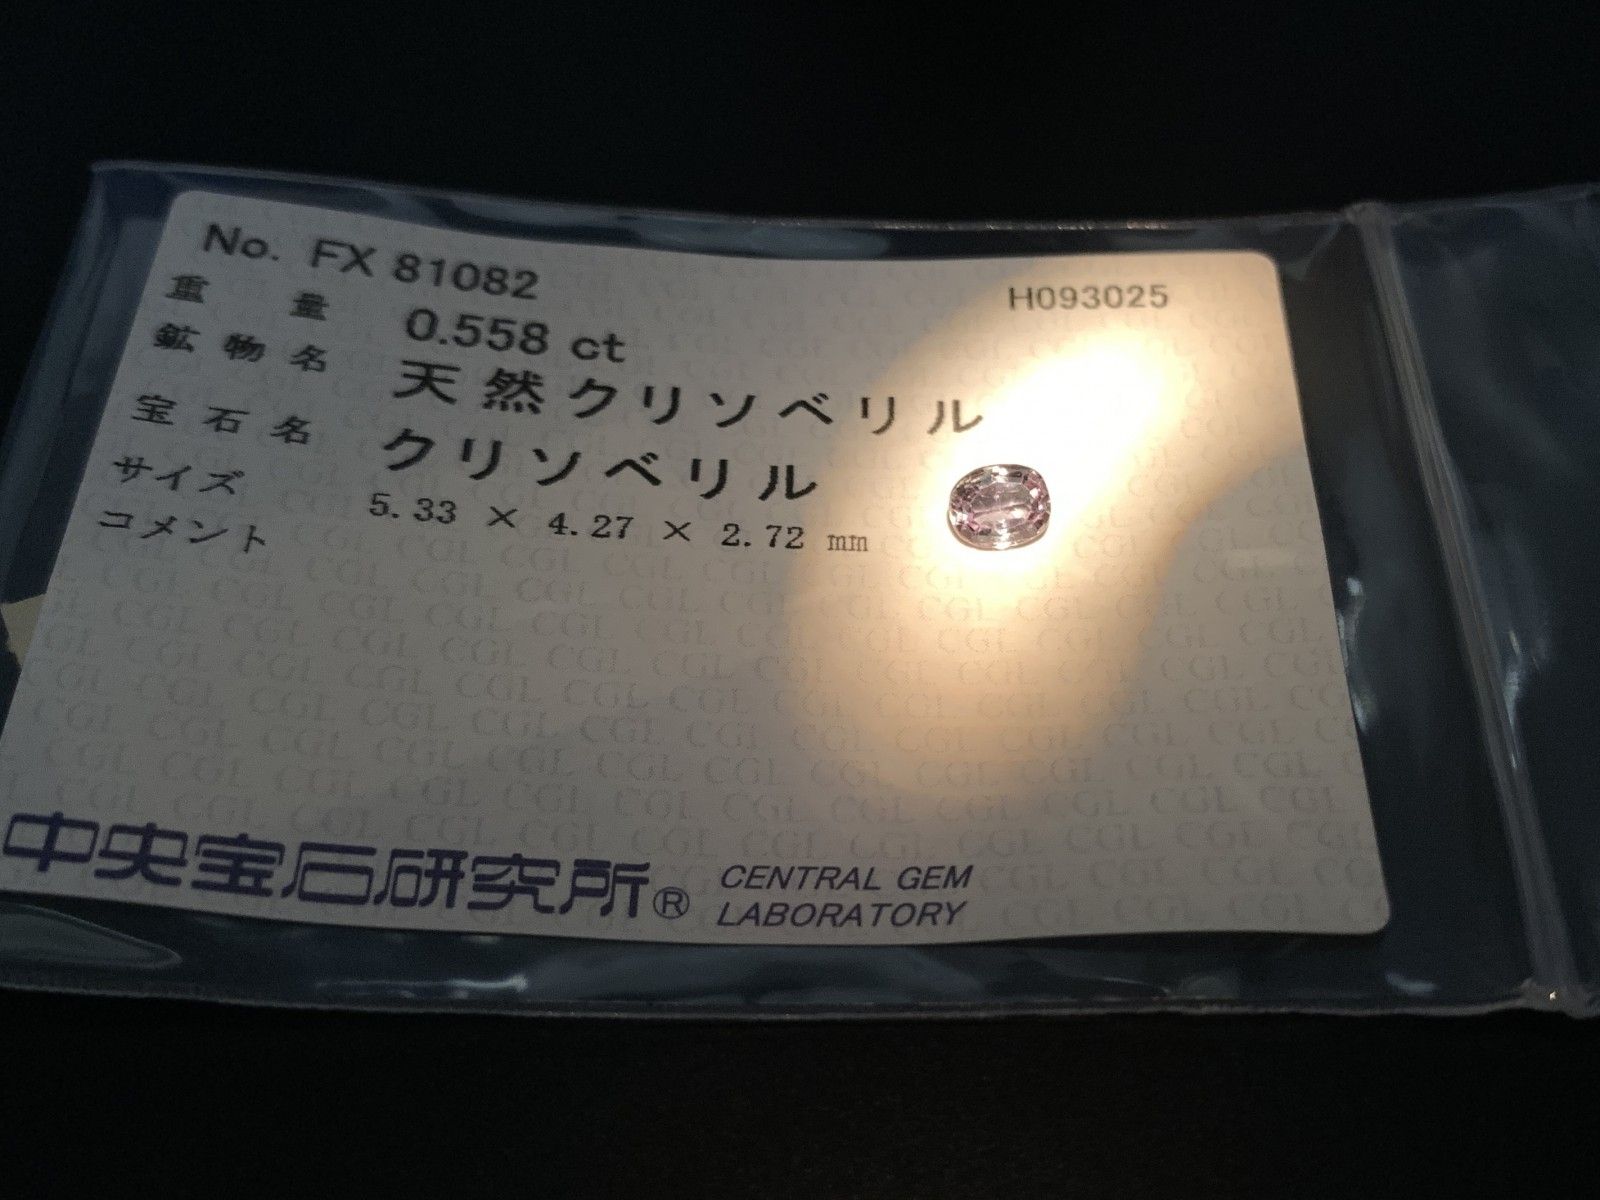 No. FX 81082
H093025
重量 0.558 ct
鉱物名 天然クリソベリル
宝石名 クリソベリル
サイズ 5.33 × 4.27 × 2.72 mm
コメント
中央宝石研究所® CENTRAL GEM
LABORATORY